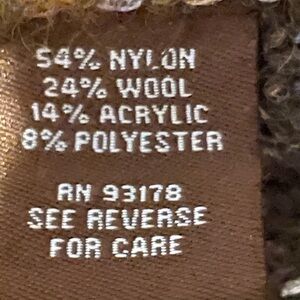 54% NYLON
24% WOOL
14% ACRYLIC
8% POLYESTER
RN 93178
SEE REVERSE
FOR CARE